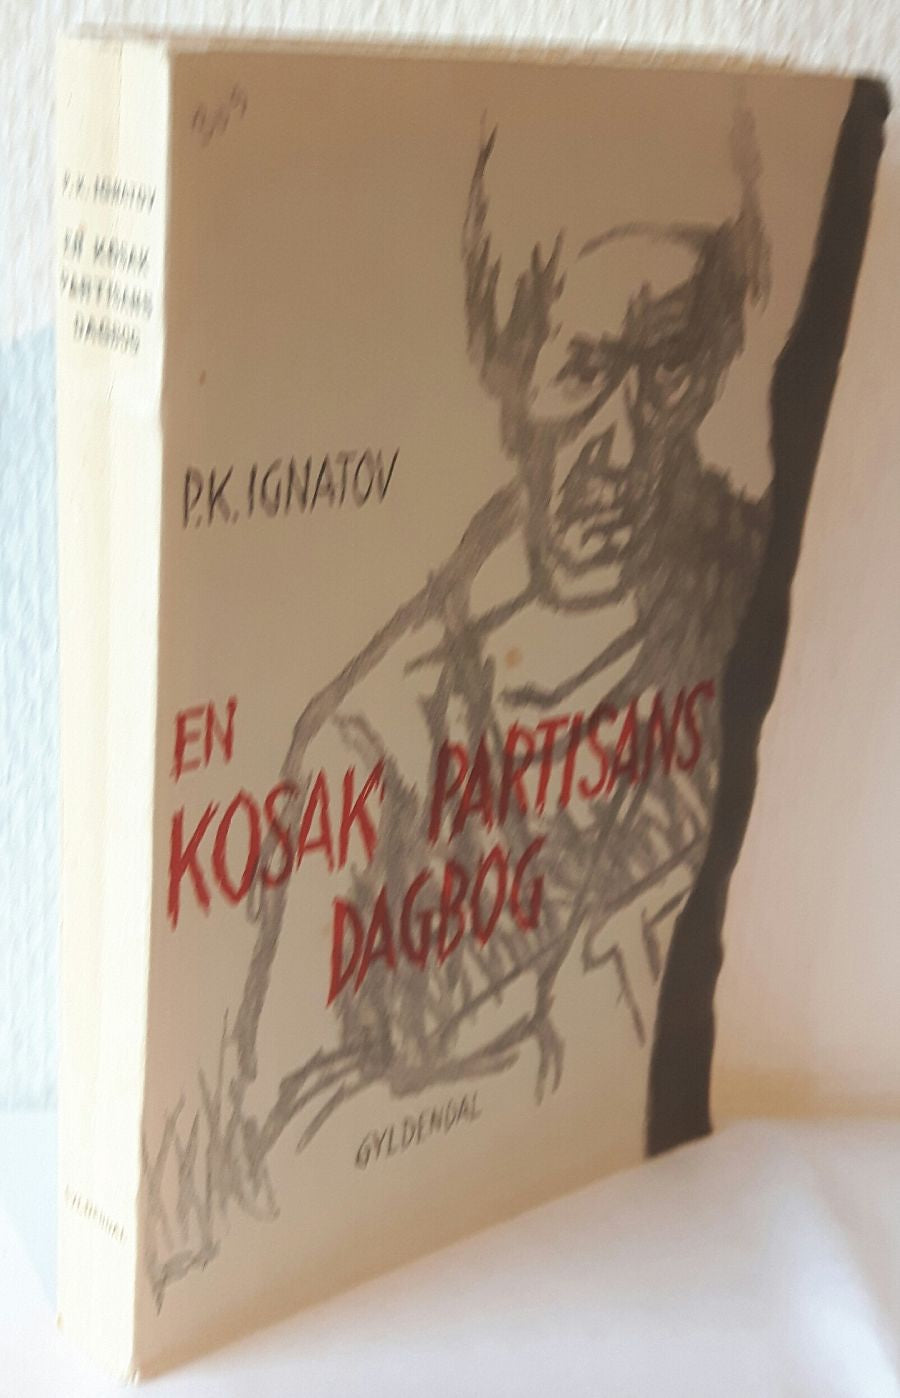 P.K. IGNATOV
EN KOSAK
PARTISANS
DAGBOG
GYLDENDAL
P.K. IGNATOV
EN
KOSAK PARTISANS
DAGBOG
GYLDENDAL